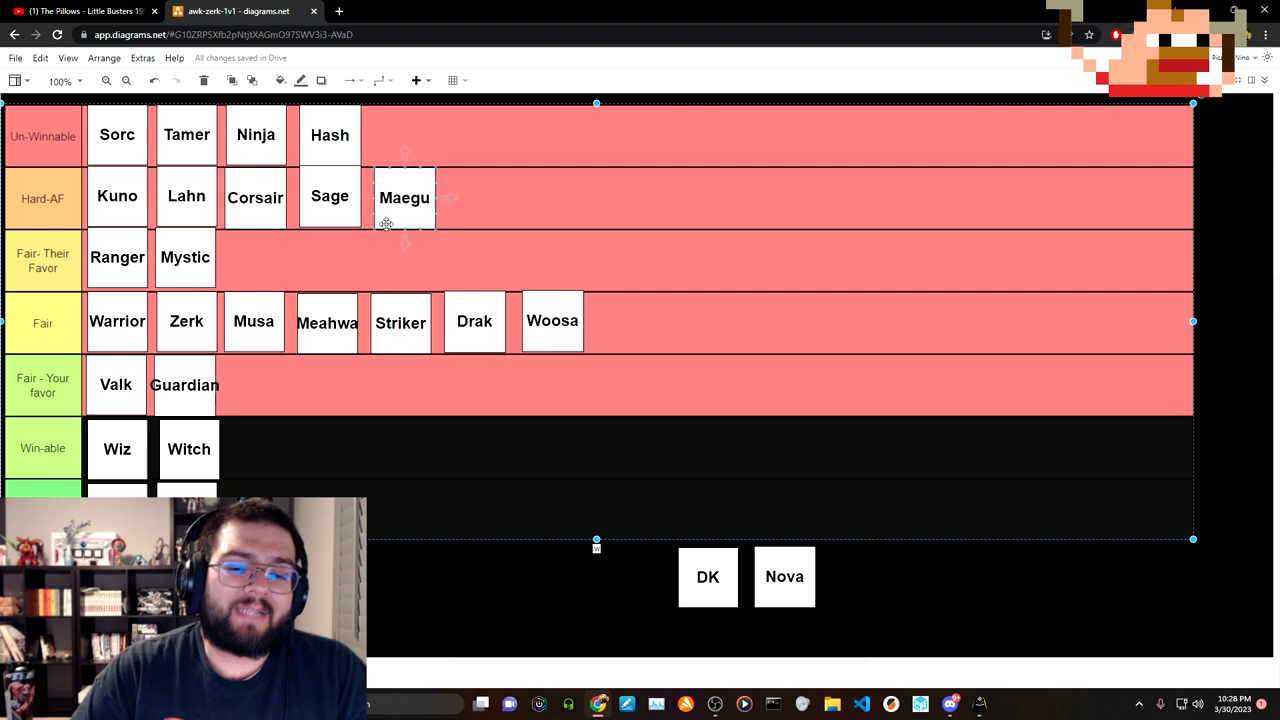 (1) The Pillows - Little Busters 19
awk-zerk-1v1 - diagrams.net
app.diagrams.net/#G10ZRPSXfb2pNtjtXAGmO97SWV3i3-AVaD
File Edit View Arrange Extras Help All changes saved in Drive
100%
Un-Winnable Sorc Tamer Ninja Hash
Hard-AF Kuno Lahn Corsair Sage Maegu
Fair- Their
Favor
Ranger Mystic
Fair Warrior Zerk Musa Meahwa Striker Drak Woosa
Fair - Your
favor
Valk Guardian
Win-able Wiz Witch
DK Nova
10:28 PM
3/30/2023